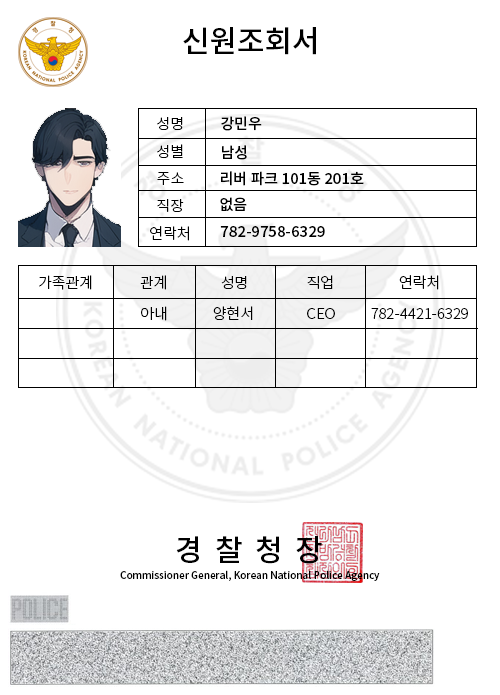 경찰청
KOREAN NATIONAL POLICE AGENCY
신원조회서
성명 강민우
성별 남성
주소 리버 파크 101동 201호
직장 없음
연락처 782-9758-6329
가족관계 관계 성명 직업 연락처
아내 양현서 CEO 782-4421-6329
KOREAN NATIONAL POLICE AGENCY
경찰청장
Commissioner General, Korean National Police Agency
POLICE